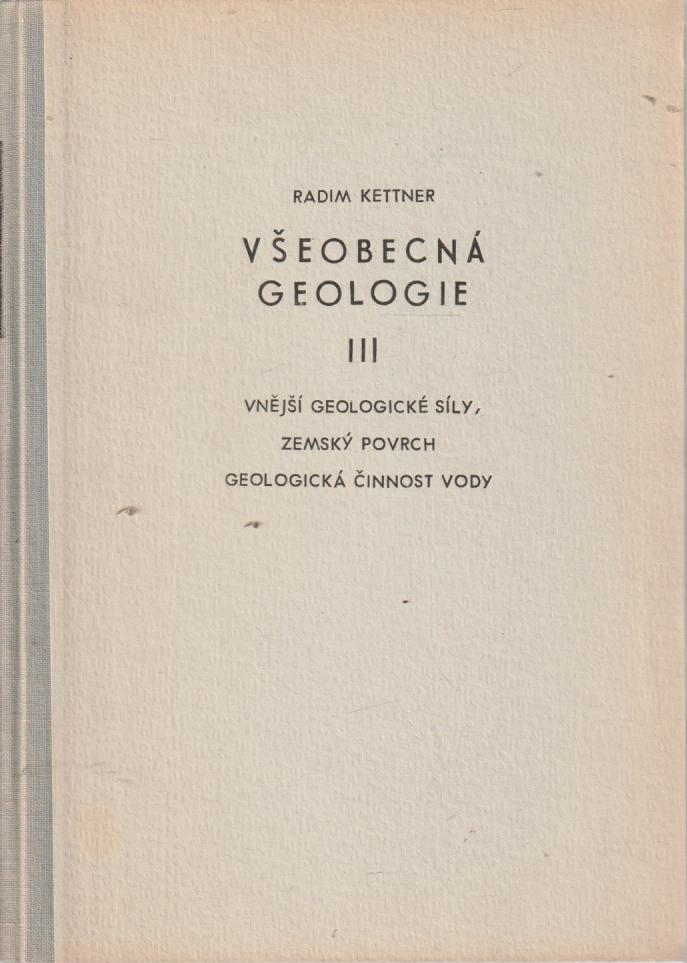 RADIM KETTNER
VŠEOBECNÁ
GEOLOGIE
III
VNĚJŠÍ GEOLOGICKÉ SÍLY,
ZEMSKÝ POVRCH
GEOLOGICKÁ ČINNOST VODY